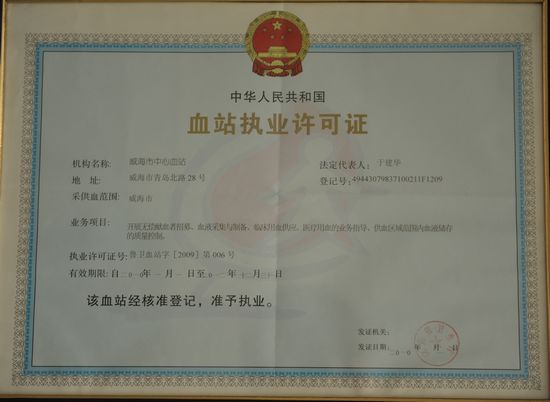 中华人民共和国
血站执业许可证
机构名称: 威海市中心血站
法定代表人: 于建华
地 址: 威海市青岛北路28号
登记号: 49443079837100211F1209
采供血范围: 威海市
业务项目: 开展无偿献血者招募、血液采集与制备、临床用血供应、医疗用血的业务指导、供血区域范围内血液储存
的质量控制。
执业许可证号: 鲁卫血站字[2009]第006号
有效期限: 自二〇一〇年一月一日至二〇一二年十二月三十日
该血站经核准登记,准予执业。
发证机关:
发证日期: 二〇一〇年 月 日